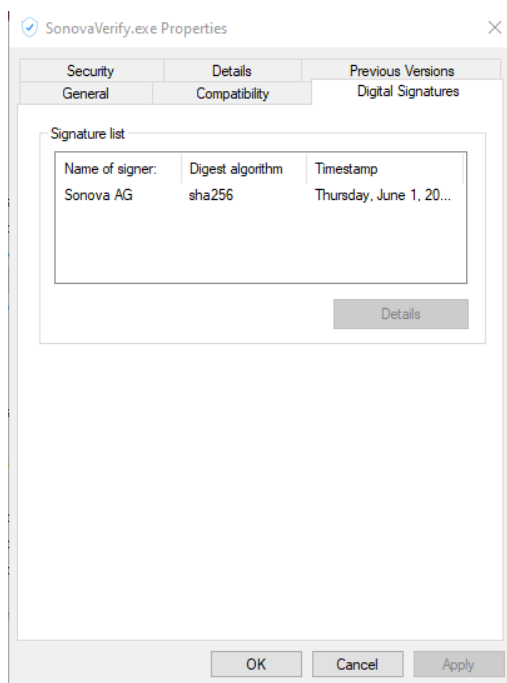 SonovaVerify.exe Properties
Security Details Previous Versions
General Compatibility Digital Signatures
Signature list
Name of signer: Digest algorithm Timestamp
Sonova AG sha256 Thursday, June 1, 20...
Details
OK Cancel Apply